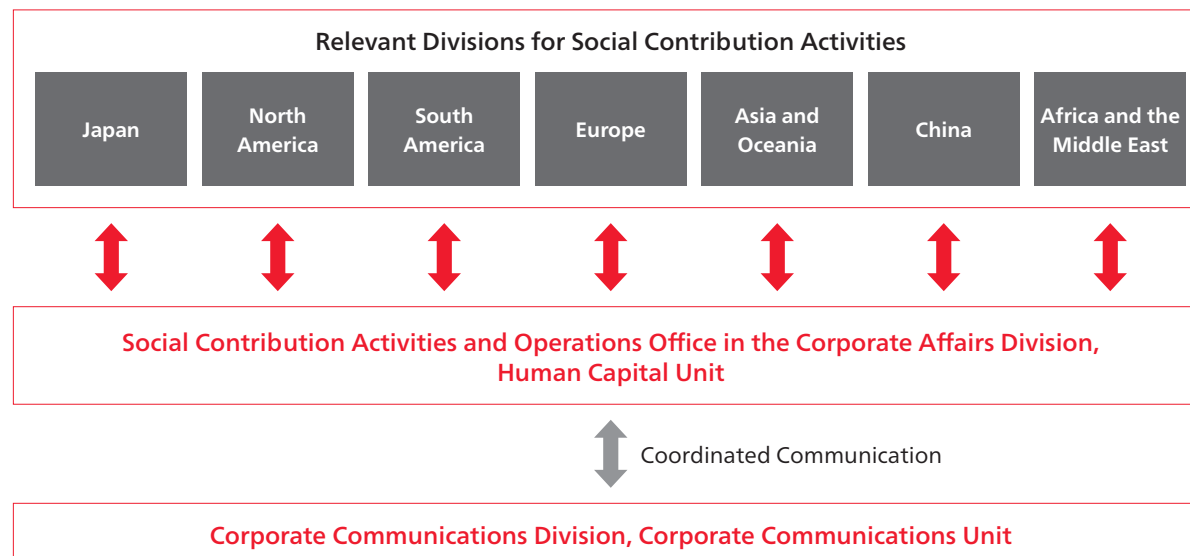 Relevant Divisions for Social Contribution Activities
Japan
North
America
South
America
Europe
Asia and
Oceania
China
Africa and the
Middle East
Social Contribution Activities and Operations Office in the Corporate Affairs Division,
Human Capital Unit
Coordinated Communication
Corporate Communications Division, Corporate Communications Unit